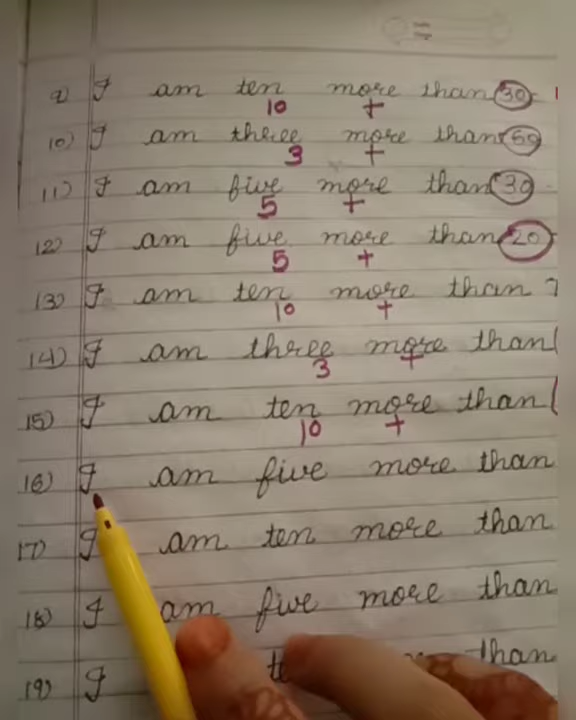 9) I am ten more than 30
10 +
10) I am three more than 50
3 +
11) I am five more than 30
5 +
12) I am five more than 20
5 +
13) I am ten more than
10 +
14) I am three more than
3 +
15) I am ten more than
10 +
16) I am five more than
17) I am ten more than
18) I am five more than
19) I than